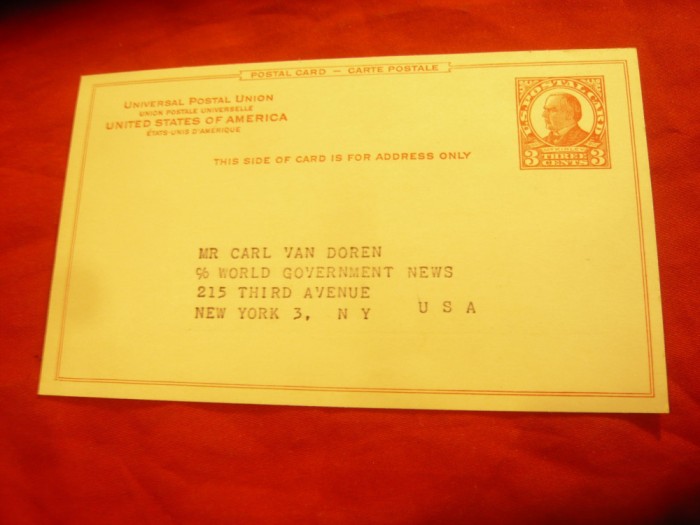 POSTAL CARD — CARTE POSTALE
UNIVERSAL POSTAL UNION
UNION POSTALE UNIVERSELLE
UNITED STATES OF AMERICA
ÉTATS-UNIS D'AMÉRIQUE
THIS SIDE OF CARD IS FOR ADDRESS ONLY
U.S. POSTAL CARD
MCKINLEY
3 THREE CENTS 3
MR CARL VAN DOREN
% WORLD GOVERNMENT NEWS
215 THIRD AVENUE
NEW YORK 3, N Y U S A